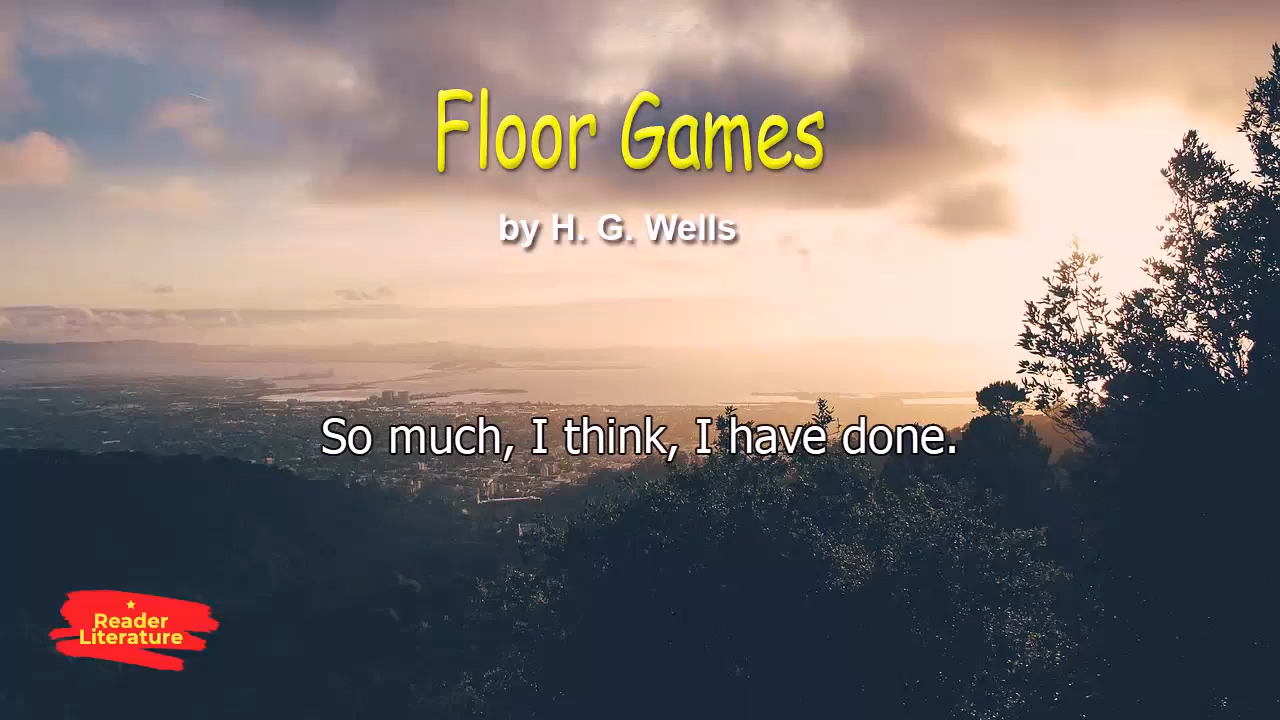 Floor Games
by H. G. Wells
So much, I think, I have done.
Reader
Literature